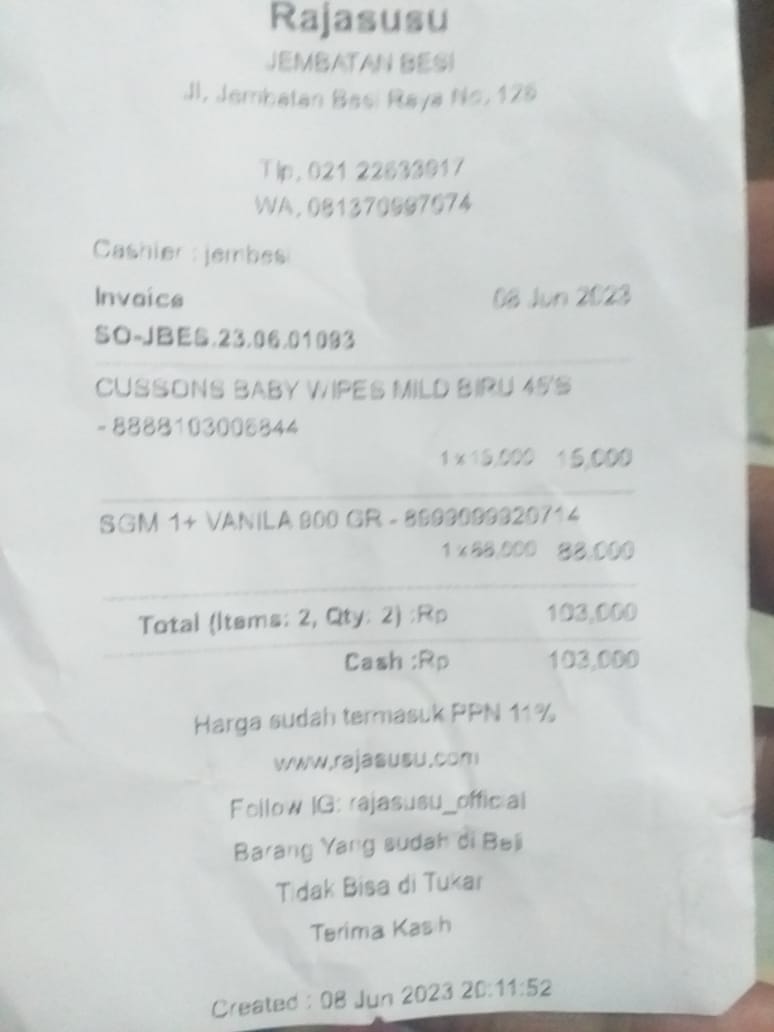 Rajasusu
JEMBATAN BESI
Jl. Jembatan Besi Raya No. 126
Tlp. 021 22633917
WA.
Cashier : jembesi
Invoice 08 Jun 2023
SO-JBES.23.06.01093
CUSSONS BABY WIPES MILD BIRU 45'S
- 8888103006844
1 x 15,000 15,000
SGM 1+ VANILA 900 GR - 8999099920714
1 x 88,000 88,000
Total (Items: 2, Qty: 2) :Rp 103,000
Cash :Rp 103,000
Harga sudah termasuk PPN 11%
www.rajasusu.com
Follow IG: rajasusu_official
Barang Yang sudah di Beli
Tidak Bisa di Tukar
Terima Kasih
Created : 08 Jun 2023 20:11:52